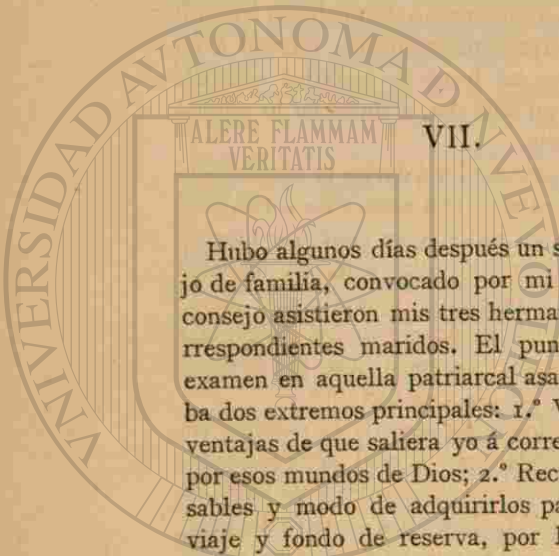 UNIVERSIDAD AVTONOMA D NVEVO
ALERE FLAMMAM
VERITATIS
VII.
Hubo algunos días después un s
jo de familia, convocado por mi
consejo asistieron mis tres herma
rrespondientes maridos. El pun
examen en aquella patriarcal asa
ba dos extremos principales: 1.° V
ventajas de que saliera yo á corre
por esos mundos de Dios; 2.° Rec
sables y modo de adquirirlos pa
viaje y fondo de reserva, por